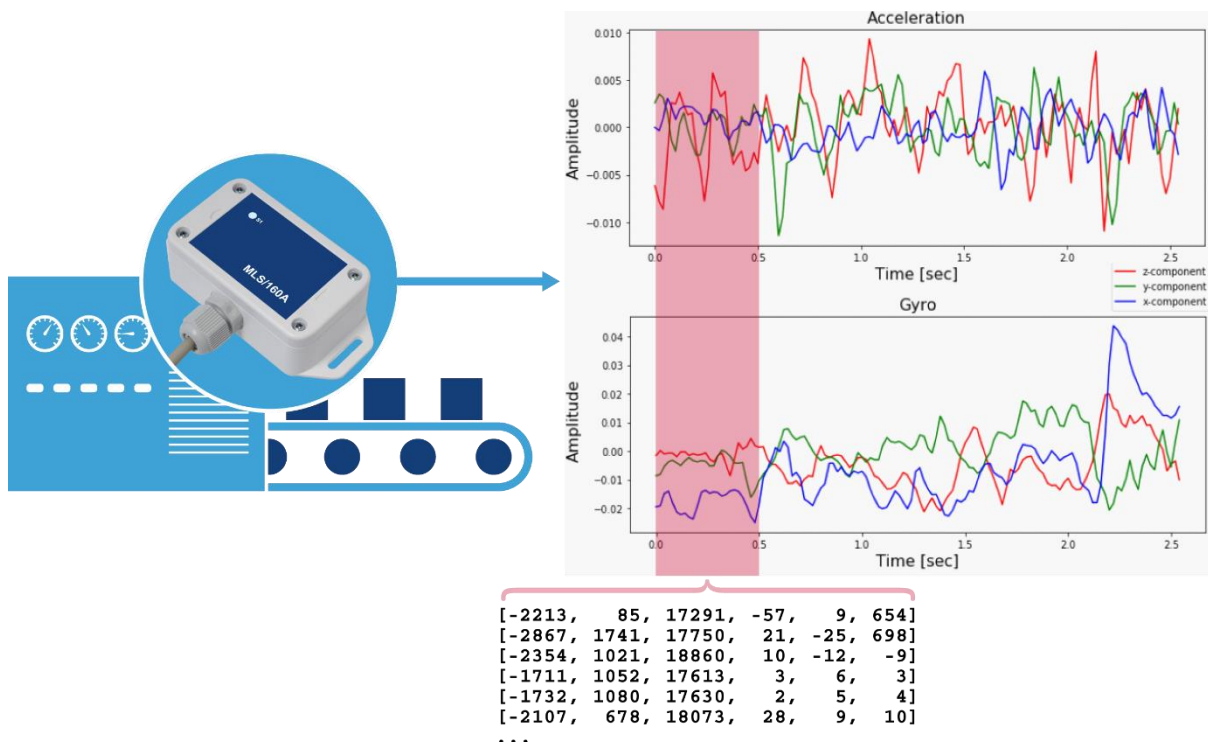 Acceleration
0.010
0.005
0.000
−0.005
−0.010
Amplitude
0.0 0.5 1.0 1.5 2.0 2.5
Time [sec]
z-component
y-component
x-component
Gyro
0.04
0.03
0.02
0.01
0.00
−0.01
−0.02
Amplitude
0.0 0.5 1.0 1.5 2.0 2.5
Time [sec]
S1
MLS/160A
[-2213, 85, 17291, -57, 9, 654]
[-2867, 1741, 17750, 21, -25, 698]
[-2354, 1021, 18860, 10, -12, -9]
[-1711, 1052, 17613, 3, 6, 3]
[-1732, 1080, 17630, 2, 5, 4]
[-2107, 678, 18073, 28, 9, 10]
...